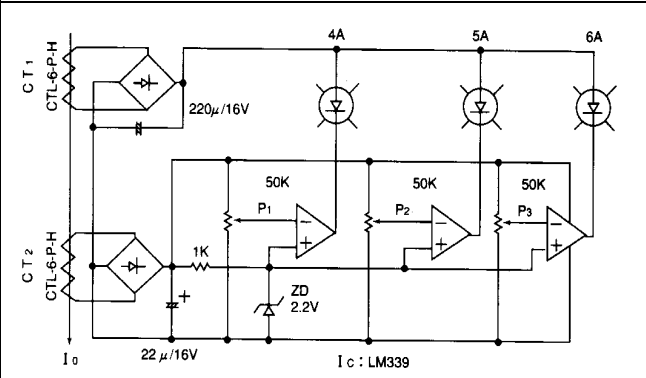 4A
5A
6A
CT1
CTL-6-P-H
220μ/16V
50K
50K
50K
P1
P2
P3
CT2
CTL-6-P-H
1K
ZD
2.2V
I0
22μ/16V
Ic : LM339